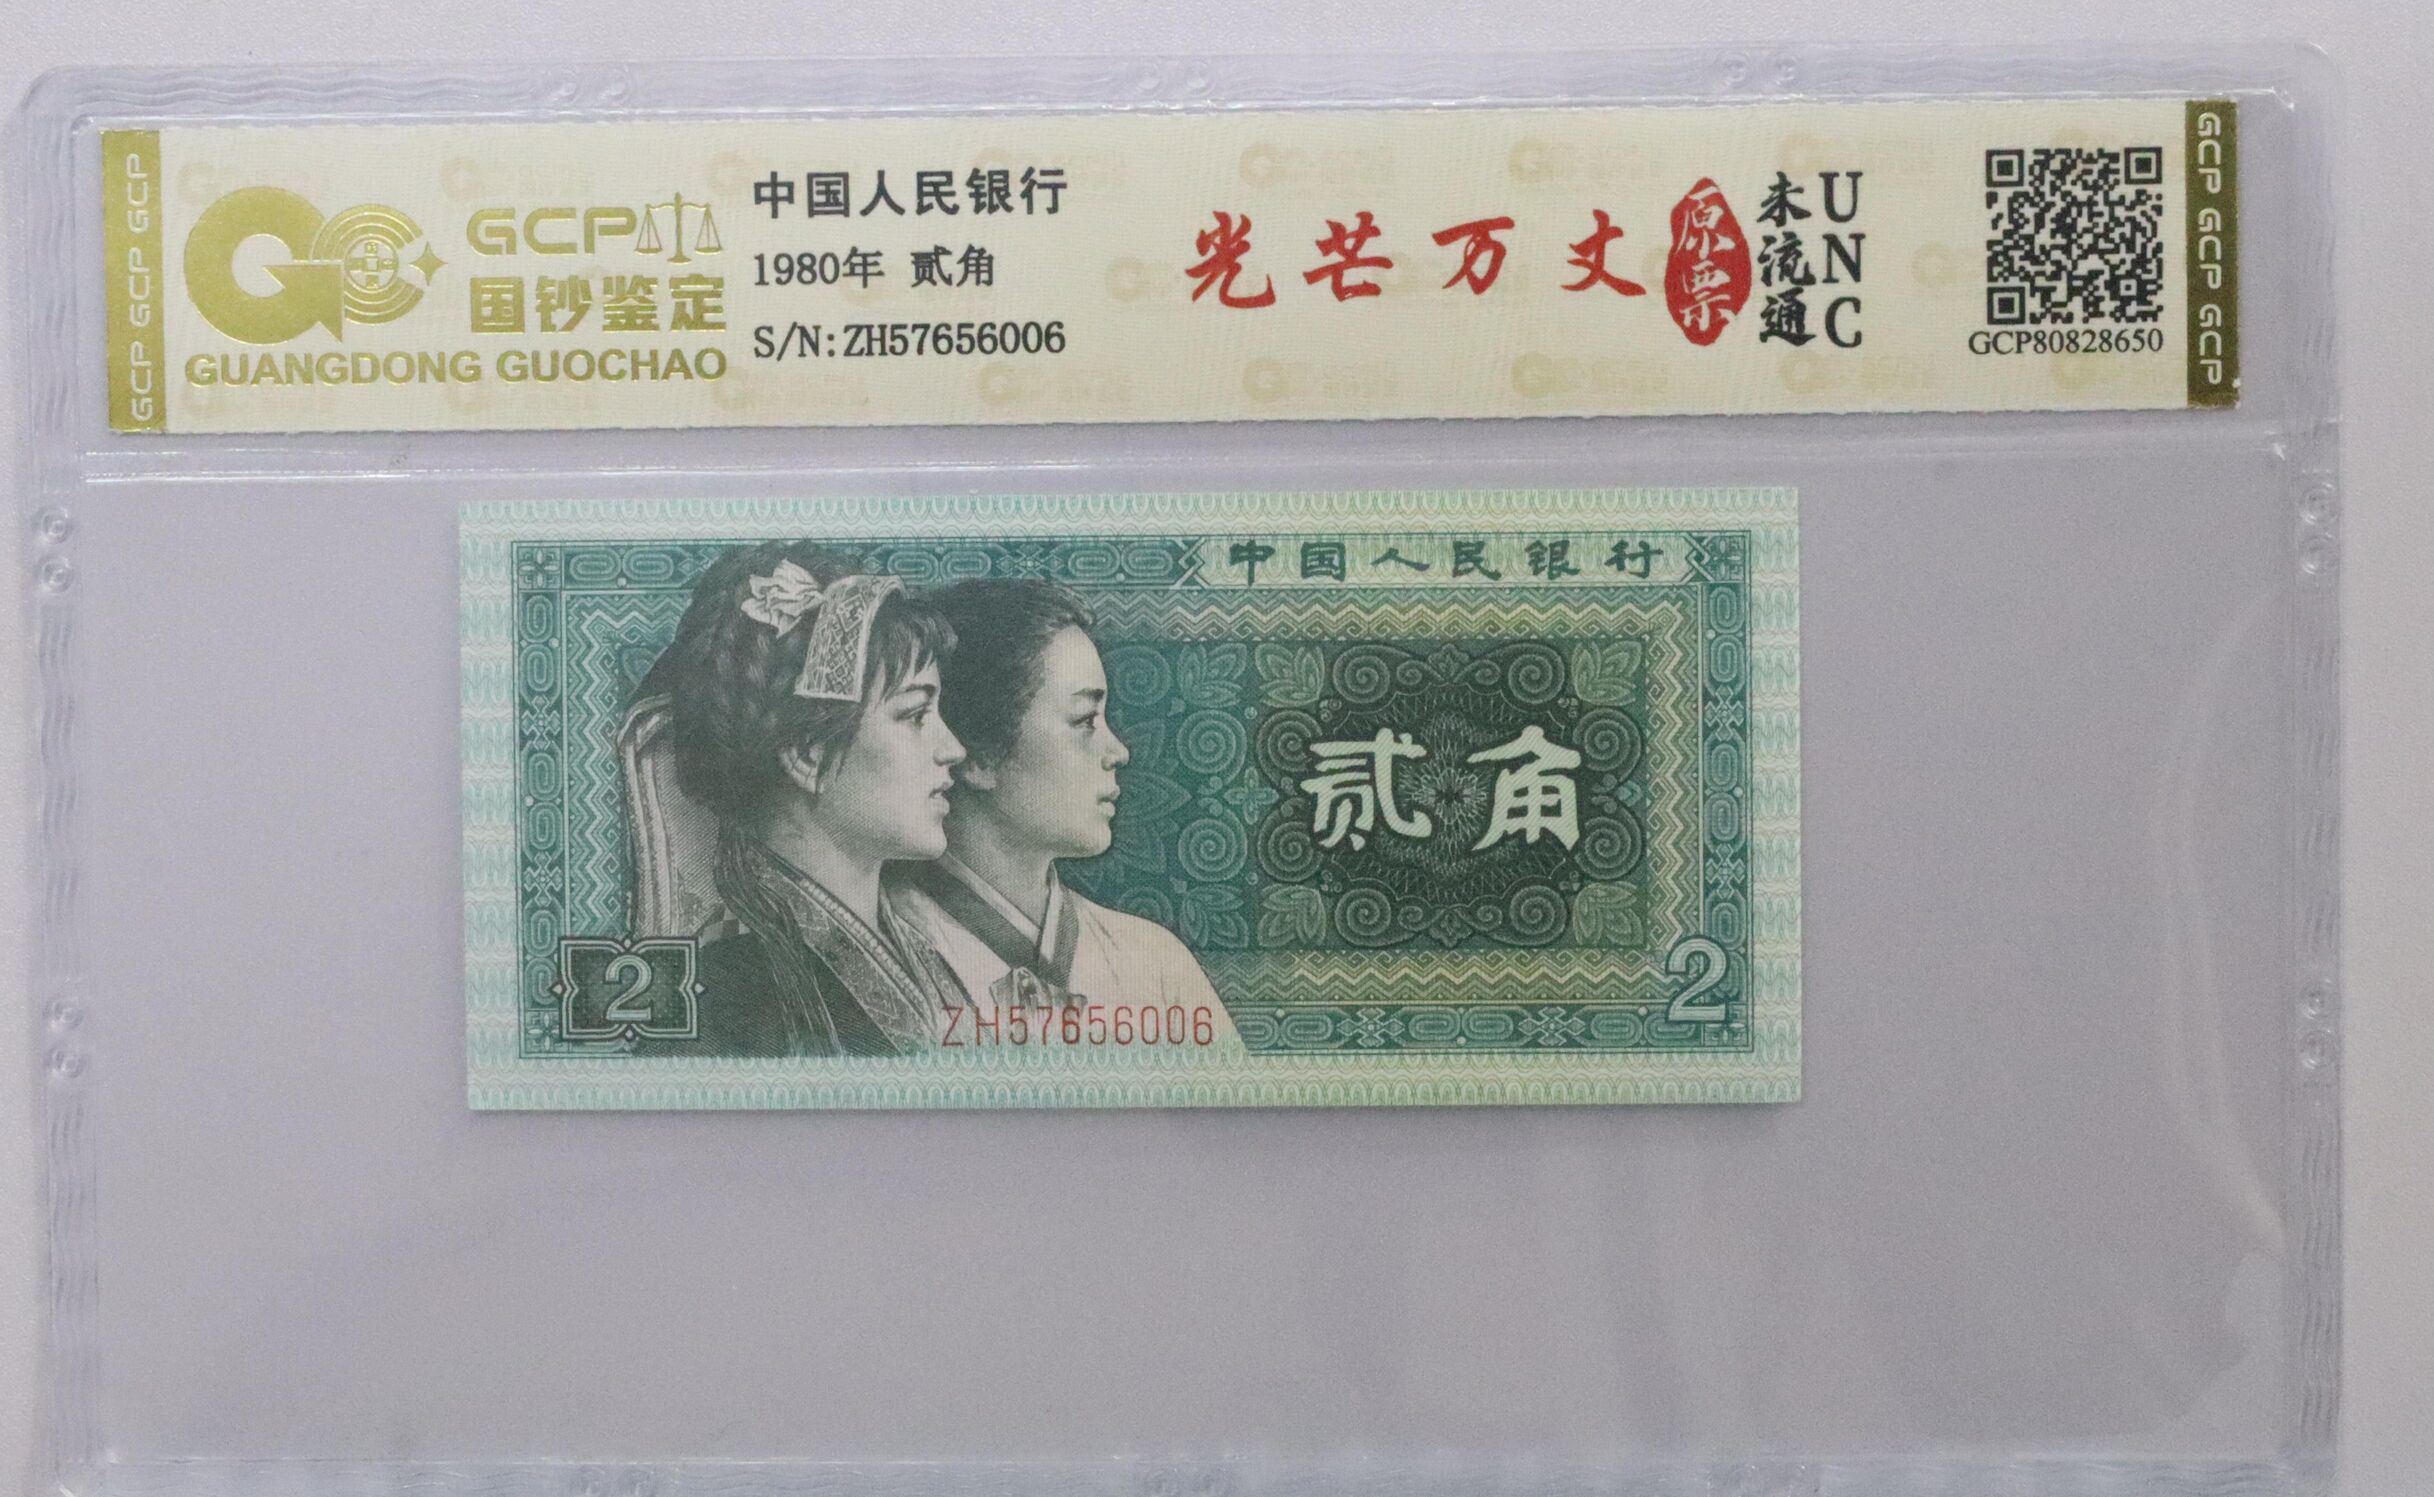 GCP GCP GCP
GCP
国钞鉴定
GUANGDONG GUOCHAO
中国人民银行
1980年 贰角
S/N:ZH57656006
光芒万丈
原票
未流通
UNC
GCP80828650
GCP GCP GCP
中国人民银行
贰角
2
ZH57656006
2